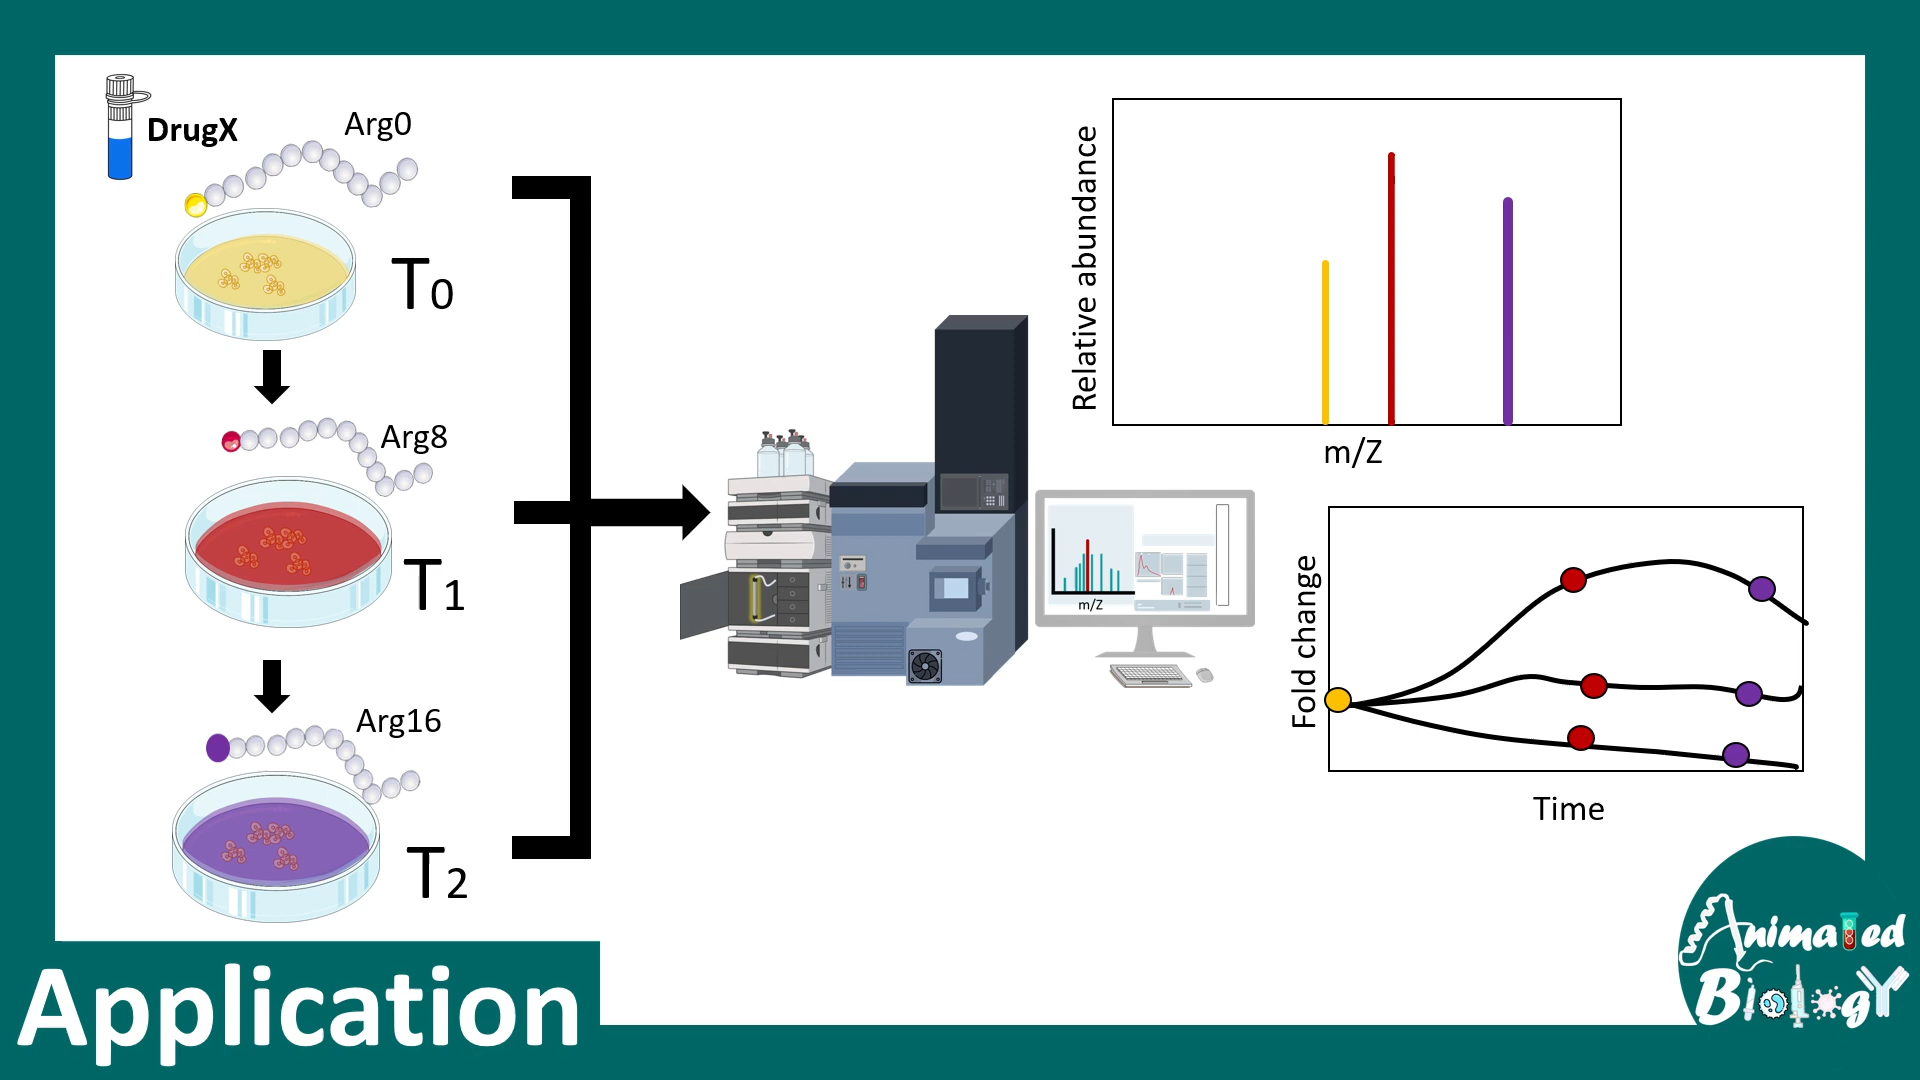 DrugX
Arg0
T0
Arg8
T1
Arg16
T2
m/Z
Relative abundance
m/Z
Fold change
Time
Application
Animated
Biology